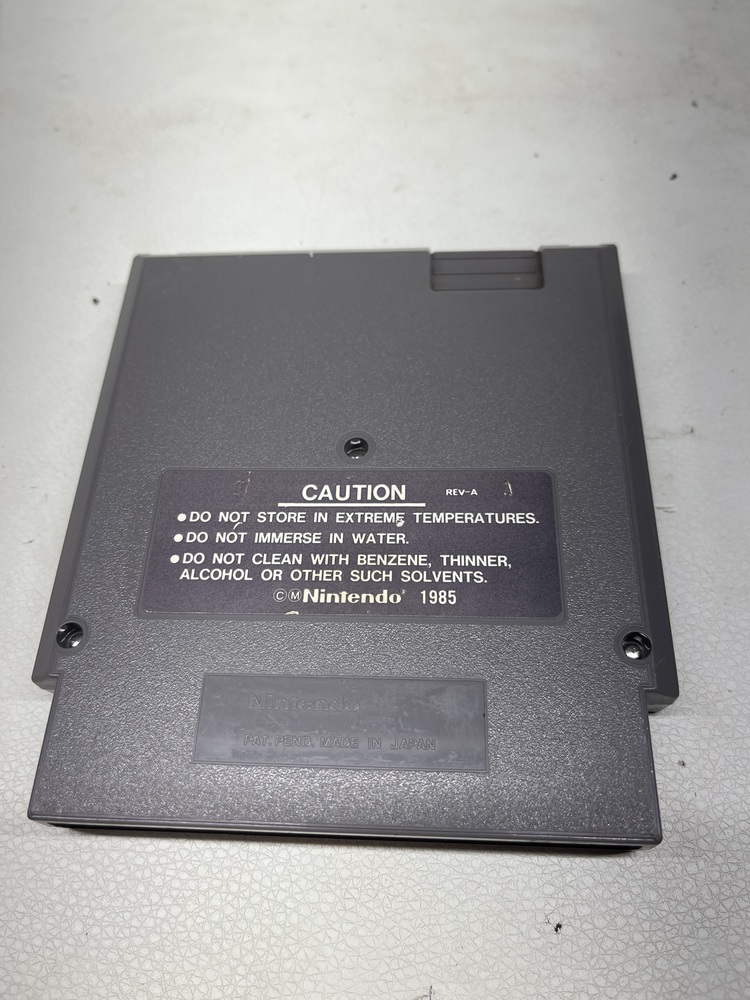 CAUTION REV-A
●DO NOT STORE IN EXTREME TEMPERATURES.
●DO NOT IMMERSE IN WATER.
●DO NOT CLEAN WITH BENZENE, THINNER,
ALCOHOL OR OTHER SUCH SOLVENTS.
ⒸⓂNintendo® 1985
Nintendo
PAT. PEND. MADE IN JAPAN